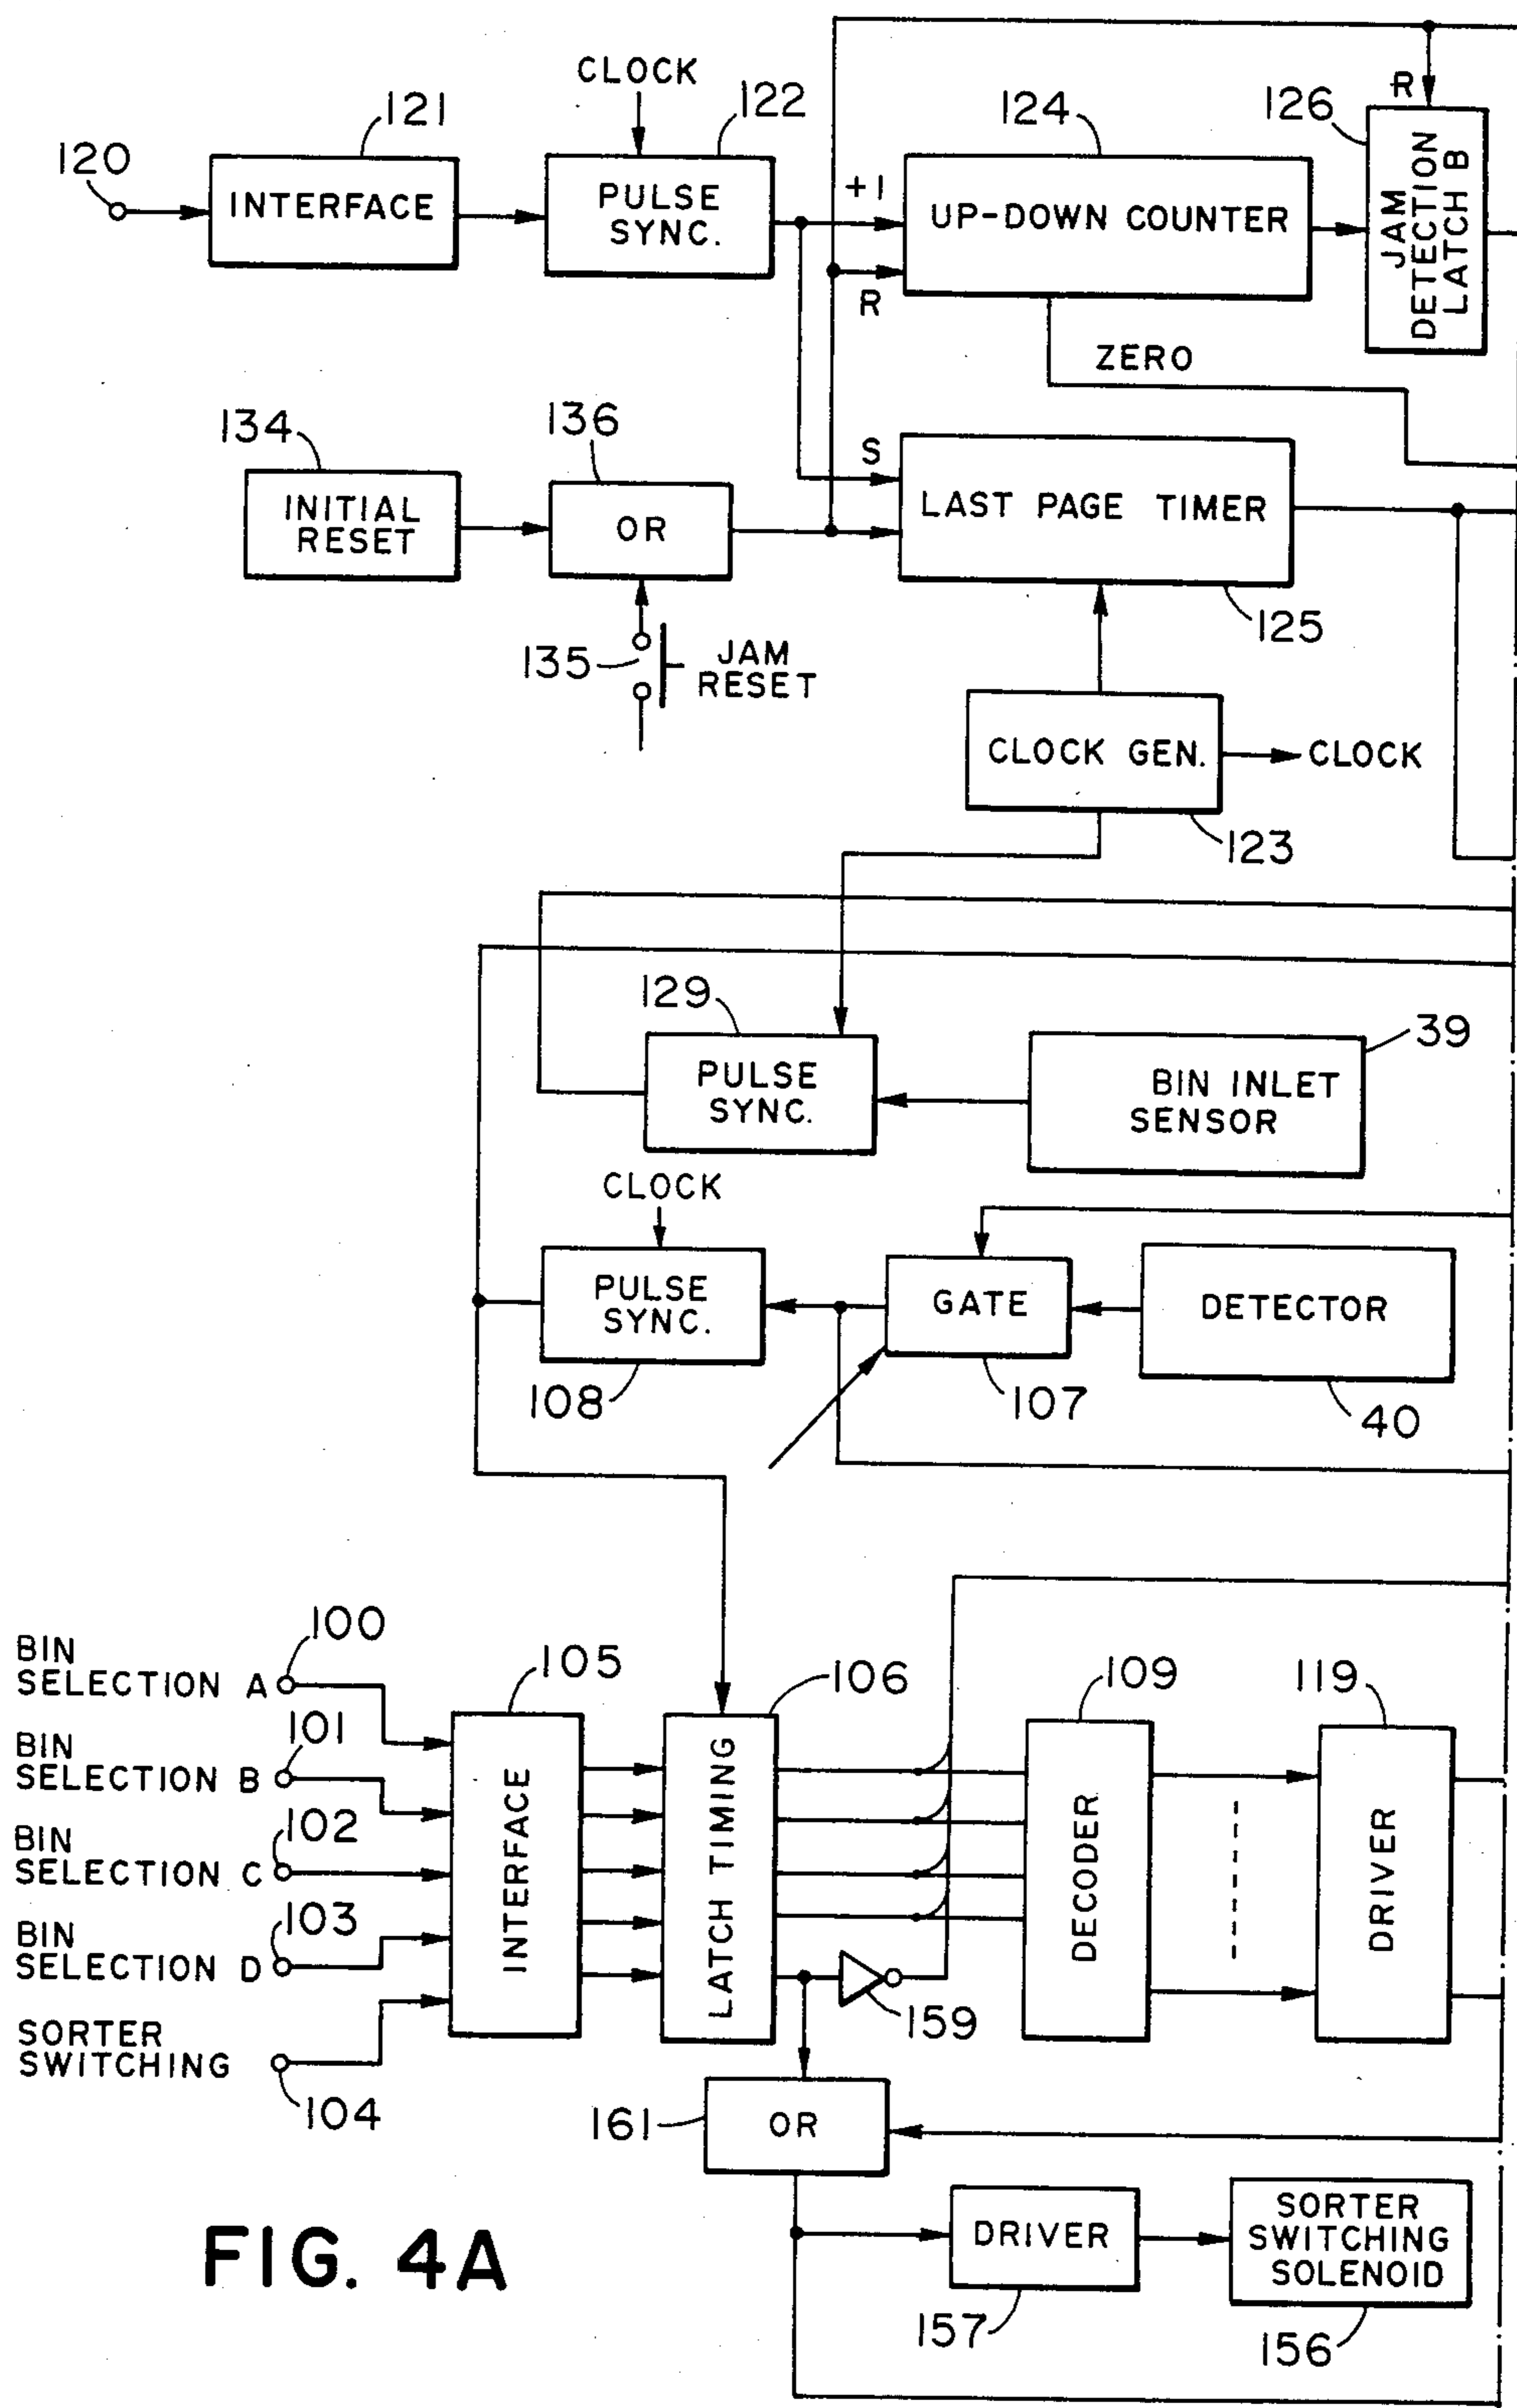 CLOCK
121
122
124
126
R
120
INTERFACE
PULSE
SYNC.
+1
UP-DOWN COUNTER
JAM
DETECTION
LATCH B
R
ZERO
134
136
S
INITIAL
RESET
OR
LAST PAGE TIMER
125
135
JAM
RESET
CLOCK GEN.
CLOCK
123
129
39
PULSE
SYNC.
BIN INLET
SENSOR
CLOCK
PULSE
SYNC.
GATE
DETECTOR
108
107
40
BIN
SELECTION A
100
105
106
109
119
BIN
SELECTION B
101
BIN
SELECTION C
102
BIN
SELECTION D
103
SORTER
SWITCHING
104
INTERFACE
LATCH TIMING
DECODER
DRIVER
159
161
OR
DRIVER
SORTER
SWITCHING
SOLENOID
157
156
FIG. 4A